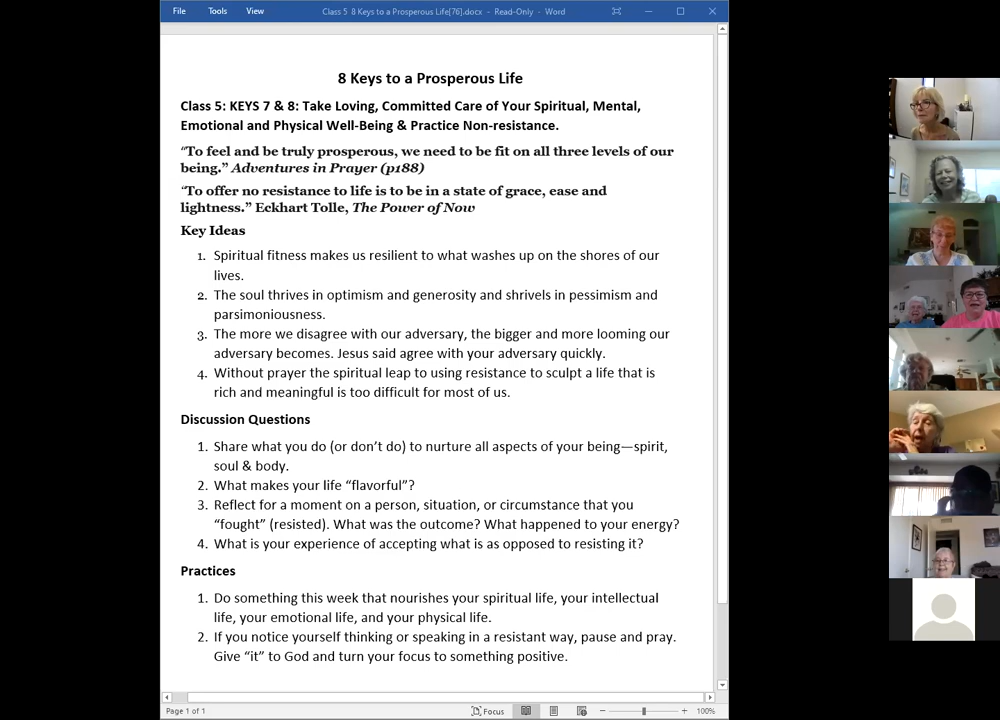 File Tools View Class 5 8 Keys to a Prosperous Life[76].docx - Read-Only - Word
8 Keys to a Prosperous Life
Class 5: KEYS 7 & 8: Take Loving, Committed Care of Your Spiritual, Mental,
Emotional and Physical Well-Being & Practice Non-resistance.
“To feel and be truly prosperous, we need to be fit on all three levels of our
being.” Adventures in Prayer (p188)
“To offer no resistance to life is to be in a state of grace, ease and
lightness.” Eckhart Tolle, The Power of Now
Key Ideas
1. Spiritual fitness makes us resilient to what washes up on the shores of our
lives.
2. The soul thrives in optimism and generosity and shrivels in pessimism and
parsimoniousness.
3. The more we disagree with our adversary, the bigger and more looming our
adversary becomes. Jesus said agree with your adversary quickly.
4. Without prayer the spiritual leap to using resistance to sculpt a life that is
rich and meaningful is too difficult for most of us.
Discussion Questions
1. Share what you do (or don’t do) to nurture all aspects of your being—spirit,
soul & body.
2. What makes your life “flavorful”?
3. Reflect for a moment on a person, situation, or circumstance that you
“fought” (resisted). What was the outcome? What happened to your energy?
4. What is your experience of accepting what is as opposed to resisting it?
Practices
1. Do something this week that nourishes your spiritual life, your intellectual
life, your emotional life, and your physical life.
2. If you notice yourself thinking or speaking in a resistant way, pause and pray.
Give “it” to God and turn your focus to something positive.
Page 1 of 1 Focus 100%